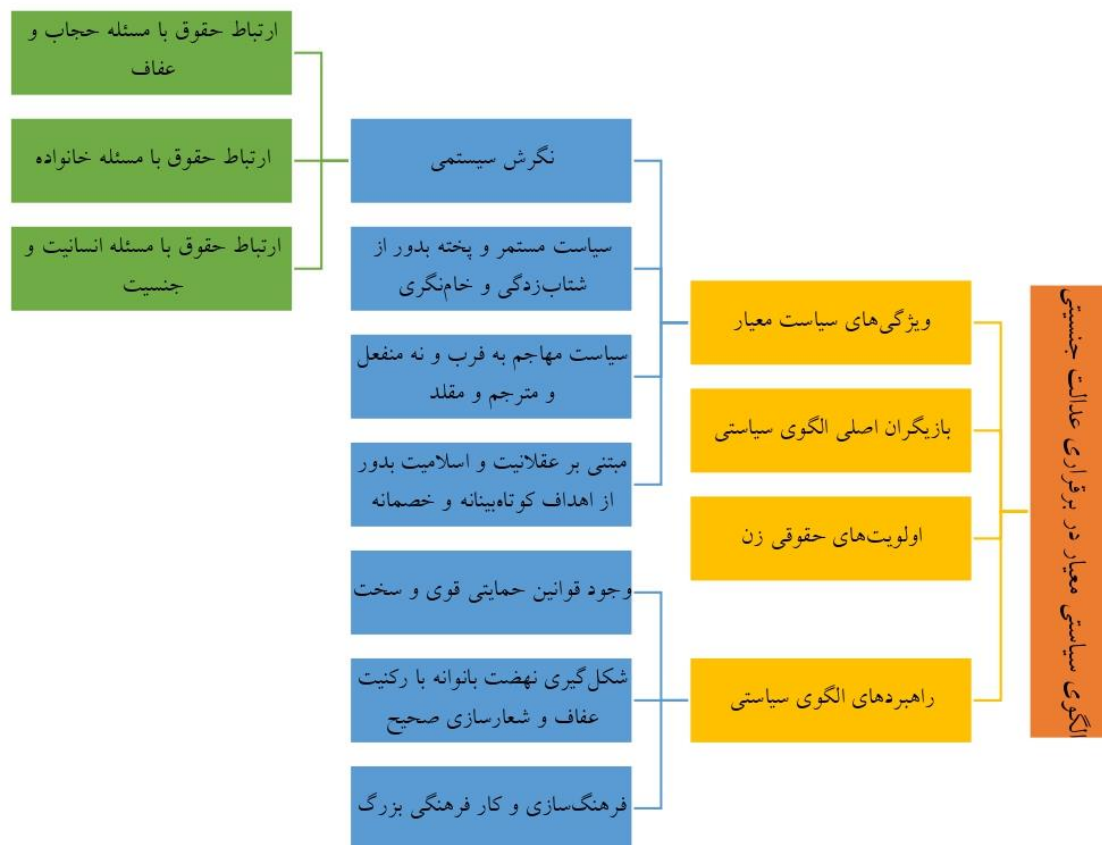 الگوی سیاستی معیار در برقراری عدالت جنسیتی
ویژگی‌های سیاست معیار
بازیگران اصلی الگوی سیاستی
اولویت‌های حقوقی زن
راهبردهای الگوی سیاستی
نگرش سیستمی
سیاست مستمر و پخته بدور از
شتاب‌زدگی و خام‌نگری
سیاست مهاجم به غرب و نه منفعل
و مترجم و مقلد
مبتنی بر عقلانیت و اسلامیت بدور
از اهداف کوتاه‌بینانه و خصمانه
وجود قوانین حمایتی قوی و سخت
شکل‌گیری نهضت بانوانه با رکنیت
عفاف و شعارسازی صحیح
فرهنگ‌سازی و کار فرهنگی بزرگ
ارتباط حقوق با مسئله حجاب و
عفاف
ارتباط حقوق با مسئله خانواده
ارتباط حقوق با مسئله انسانیت و
جنسیت